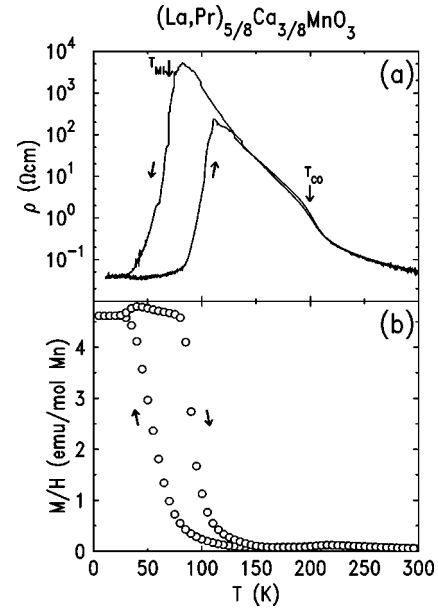 (La,Pr)5/8Ca3/8MnO3
(a)
10^4
10^3
10^2
10^1
10^0
10^-1
ρ (Ωcm)
T_MI
T_CO
(b)
4
3
2
1
0
M/H (emu/mol Mn)
0 50 100 150 200 250 300
T (K)